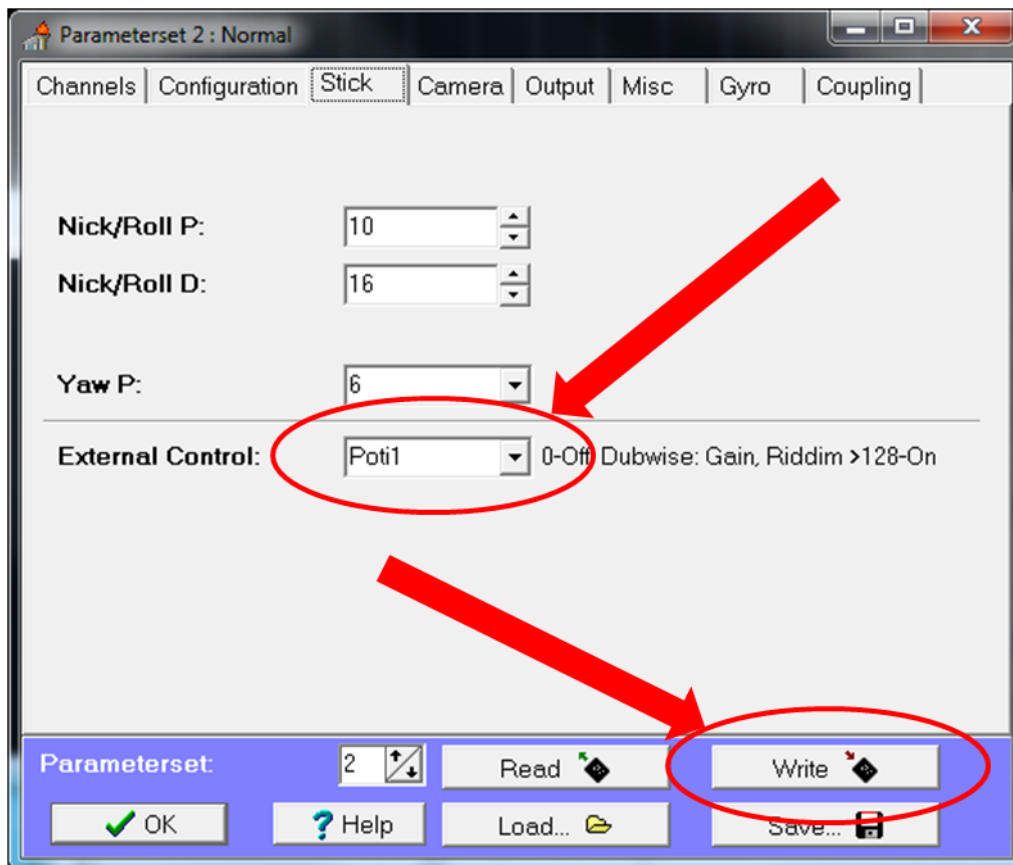 Parameterset 2 : Normal
Channels Configuration Stick Camera Output Misc Gyro Coupling
Nick/Roll P: 10
Nick/Roll D: 16
Yaw P: 6
External Control: Poti1 0-Off Dubwise: Gain, Riddim >128-On
Parameterset: 2 Read Write
OK ? Help Load... Save...